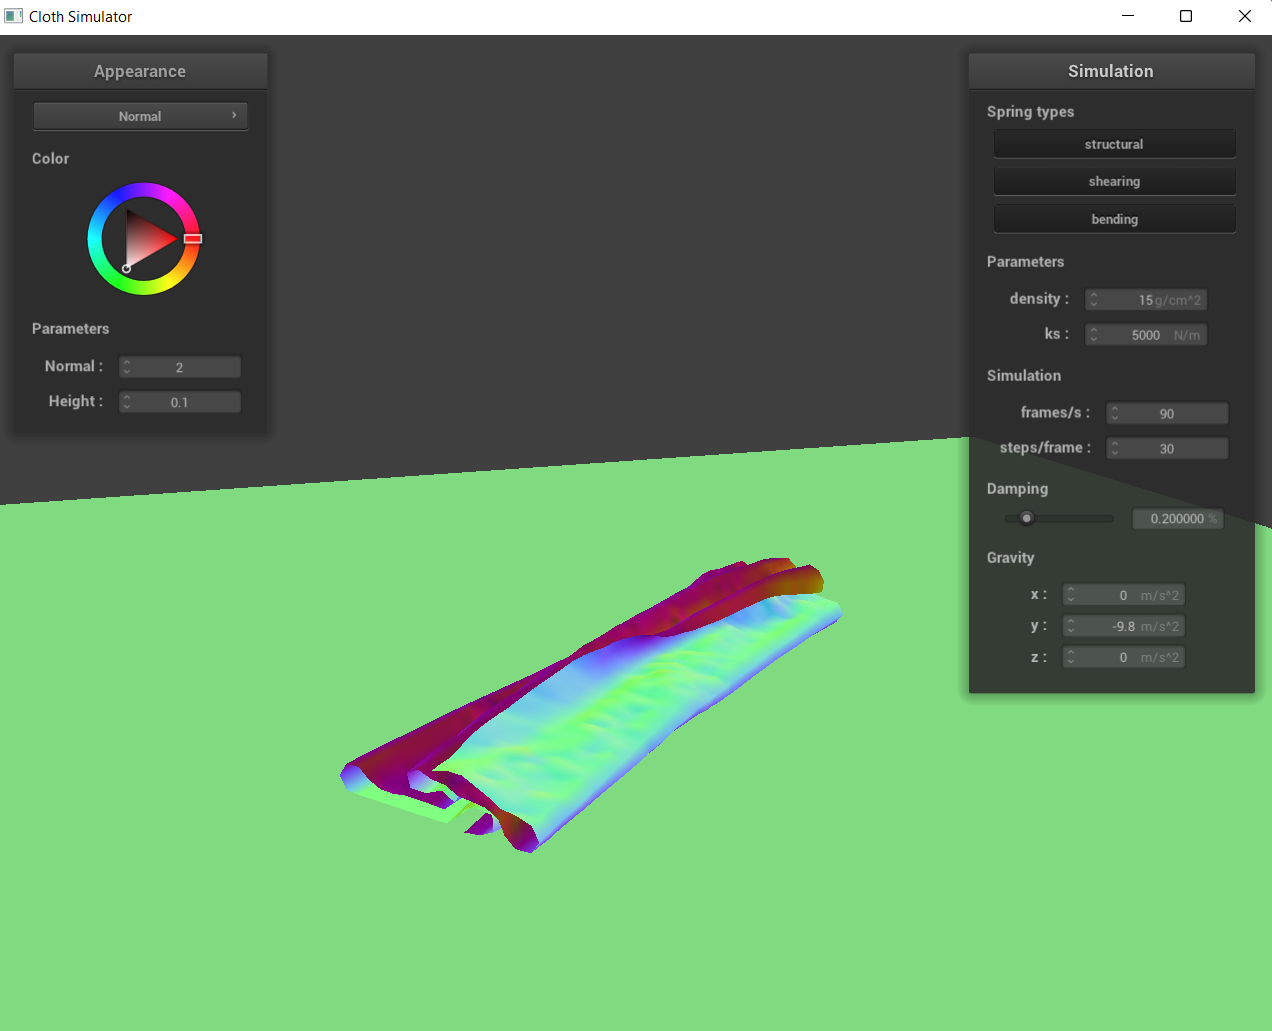 Cloth Simulator
Appearance
Normal
Color
Parameters
Normal : 2
Height : 0.1
Simulation
Spring types
structural
shearing
bending
Parameters
density : 15 g/cm^2
ks : 5000 N/m
Simulation
frames/s : 90
steps/frame : 30
Damping
0.200000 %
Gravity
x : 0 m/s^2
y : -9.8 m/s^2
z : 0 m/s^2